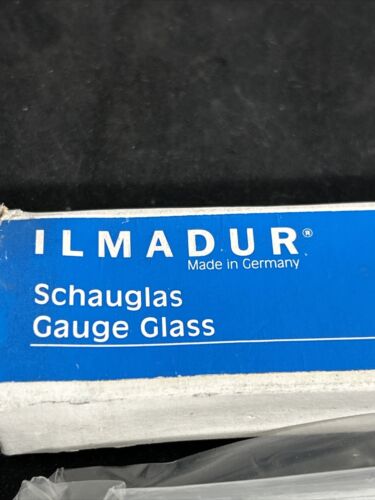 ILMADUR®
Made in Germany
Schauglas
Gauge Glass